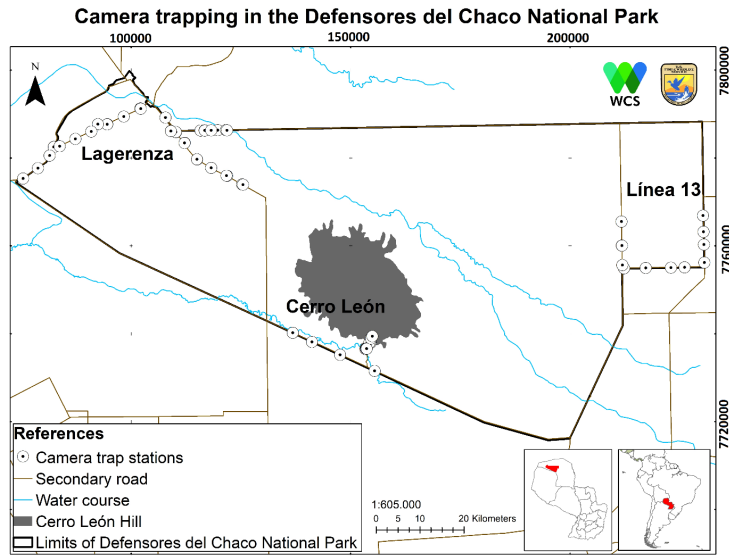 Camera trapping in the Defensores del Chaco National Park
100000
150000
200000
7800000
N
WCS
Lagerenza
Línea 13
7760000
Cerro León
7720000
References
Camera trap stations
Secondary road
Water course
Cerro León Hill
Limits of Defensores del Chaco National Park
1:605.000
0 5 10 20 Kilometers